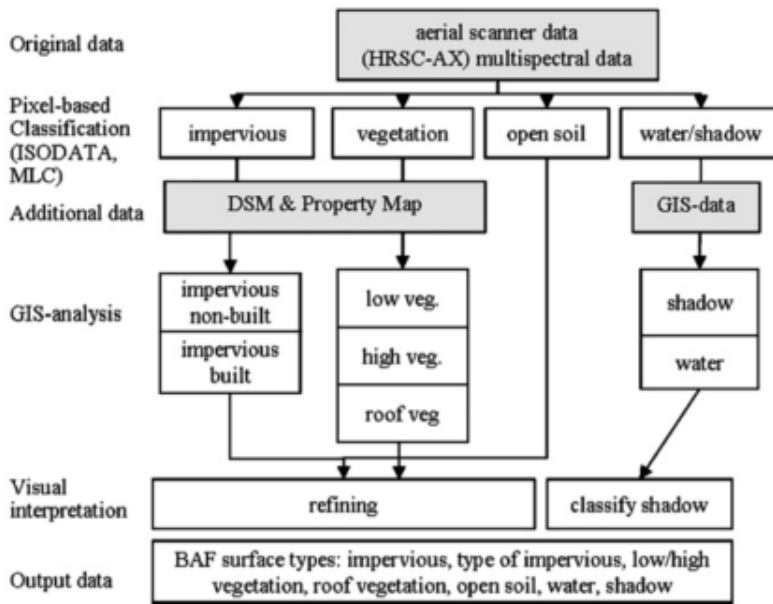 Original data
aerial scanner data
(HRSC-AX) multispectral data
Pixel-based
Classification
(ISODATA,
MLC)
impervious
vegetation
open soil
water/shadow
Additional data
DSM & Property Map
GIS-data
GIS-analysis
impervious
non-built
impervious
built
low veg.
high veg.
roof veg
shadow
water
Visual
interpretation
refining
classify shadow
Output data
BAF surface types: impervious, type of impervious, low/high
vegetation, roof vegetation, open soil, water, shadow